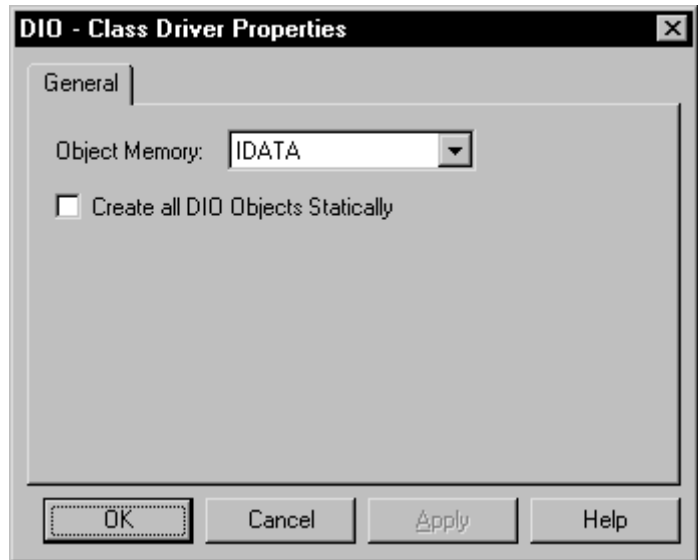 DIO - Class Driver Properties
General
Object Memory: IDATA
Create all DIO Objects Statically
OK Cancel Apply Help